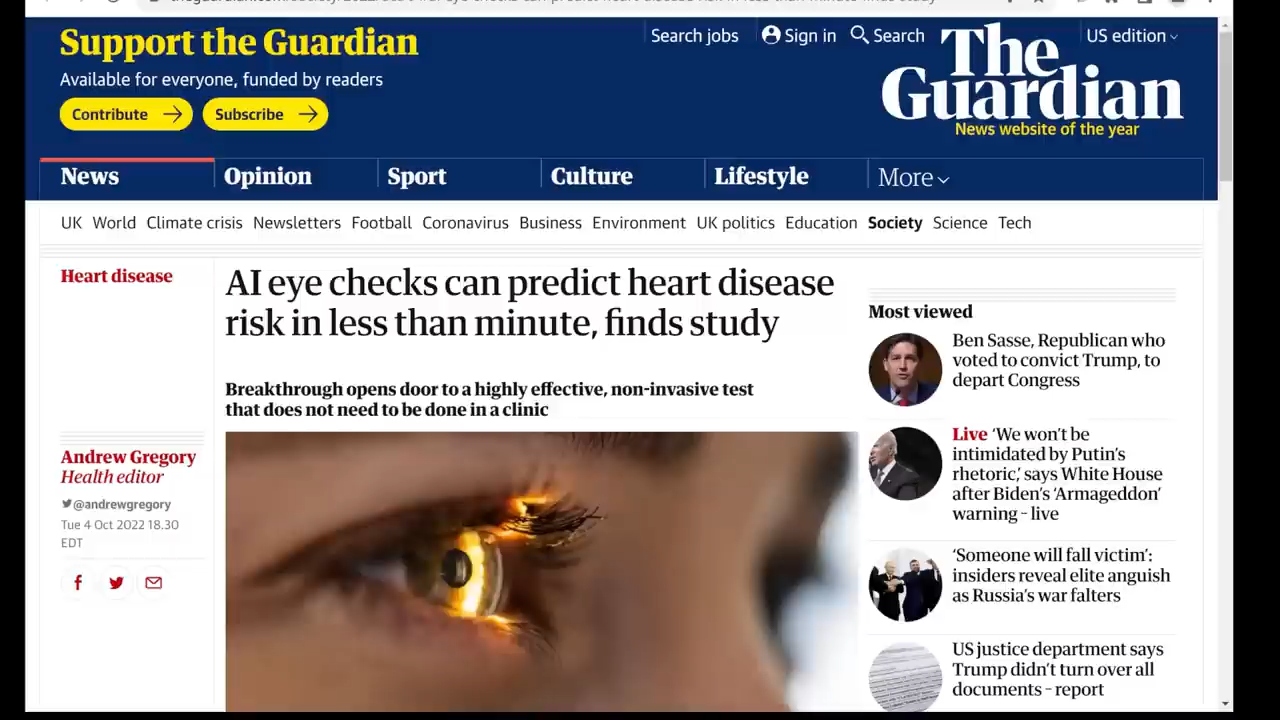 Support the Guardian
Available for everyone, funded by readers
Contribute
Subscribe
Search jobs
Sign in
Search
US edition
The
Guardian
News website of the year
News
Opinion
Sport
Culture
Lifestyle
More
UK World Climate crisis Newsletters Football Coronavirus Business Environment UK politics Education Society Science Tech
Heart disease
AI eye checks can predict heart disease
risk in less than minute, finds study
Breakthrough opens door to a highly effective, non-invasive test
that does not need to be done in a clinic
Andrew Gregory
Health editor
@andrewgregory
Tue 4 Oct 2022 18.30
EDT
Most viewed
Ben Sasse, Republican who
voted to convict Trump, to
depart Congress
Live ‘We won’t be
intimidated by Putin’s
rhetoric,’ says White House
after Biden’s ‘Armageddon’
warning – live
‘Someone will fall victim’:
insiders reveal elite anguish
as Russia’s war falters
US justice department says
Trump didn’t turn over all
documents – report